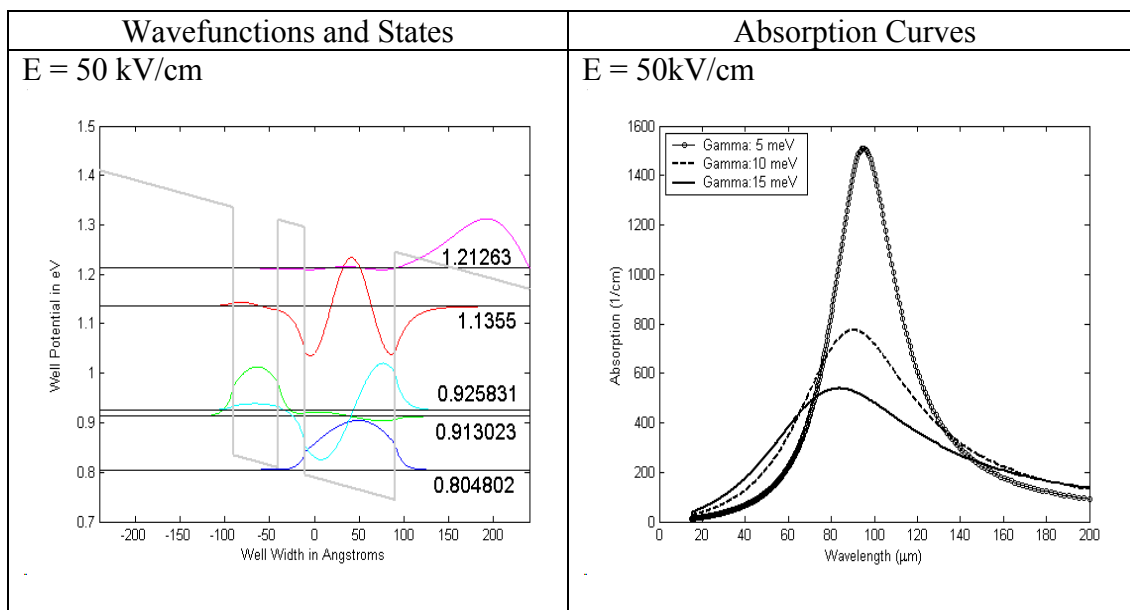 Wavefunctions and States
Absorption Curves
E = 50 kV/cm
E = 50kV/cm
1.5
1.4
1.3
1.2
1.1
1
0.9
0.8
0.7
Well Potential in eV
1.21263
1.1355
0.925831
0.913023
0.804802
-200 -150 -100 -50 0 50 100 150 200
Well Width in Angstroms
1600
1400
1200
1000
800
600
400
200
0
Absorption (1/cm)
Gamma: 5 meV
Gamma:10 meV
Gamma:15 meV
0 20 40 60 80 100 120 140 160 180 200
Wavelength (μm)